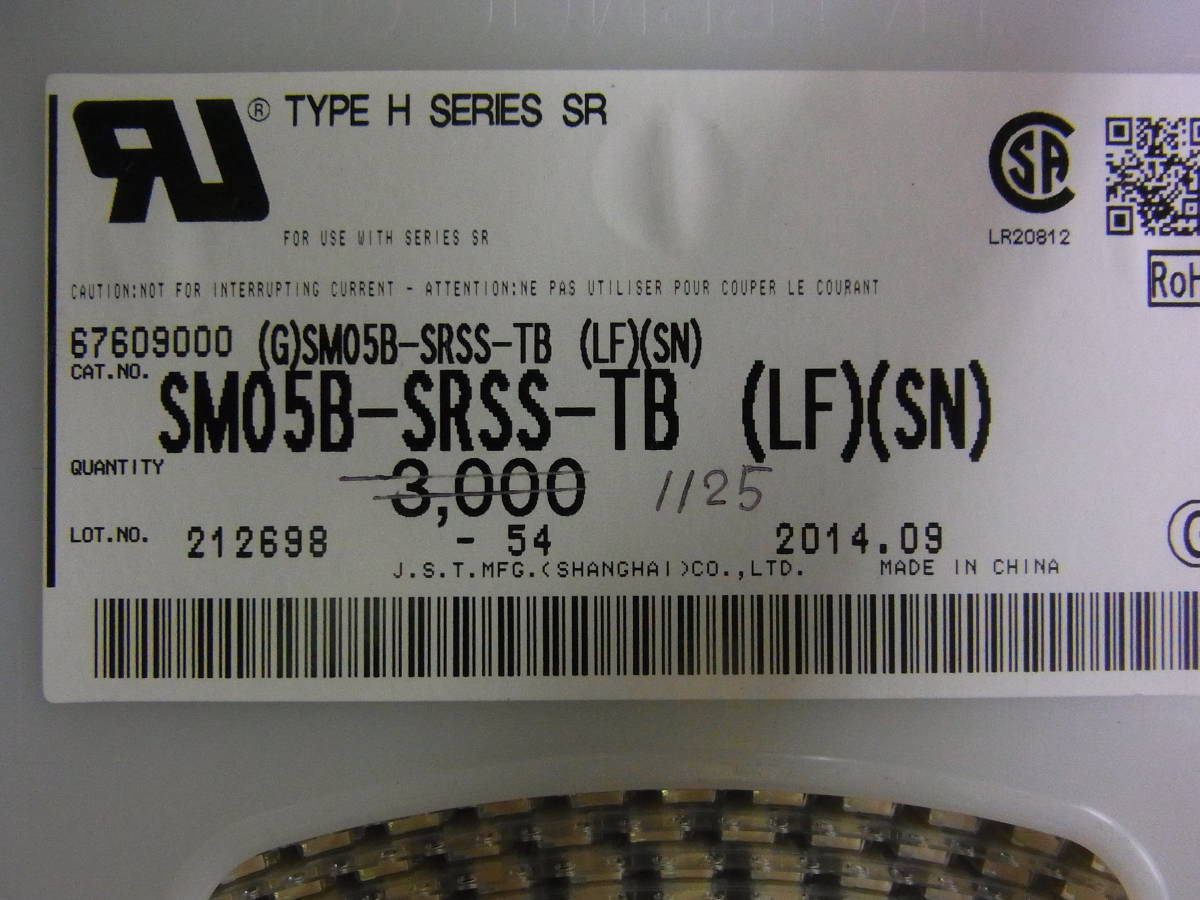 ® TYPE H SERIES SR
FOR USE WITH SERIES SR
LR20812
RoH
CAUTION:NOT FOR INTERRUPTING CURRENT - ATTENTION:NE PAS UTILISER POUR COUPER LE COURANT
67609000 (G)SM05B-SRSS-TB (LF)(SN)
CAT.NO. SM05B-SRSS-TB (LF)(SN)
QUANTITY 3,000 1125
LOT.NO. 212698 - 54 2014.09
J.S.T.MFG.(SHANGHAI)CO.,LTD. MADE IN CHINA